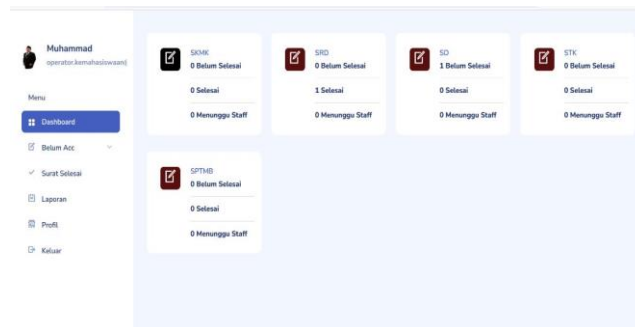 Muhammad
operator.kemahasiswaan(
Menu
Dashboard
Belum Acc
Surat Selesai
Laporan
Profil
Keluar
SKMK
0 Belum Selesai
0 Selesai
0 Menunggu Staff
SRD
0 Belum Selesai
1 Selesai
0 Menunggu Staff
SD
1 Belum Selesai
0 Selesai
0 Menunggu Staff
STK
0 Belum Selesai
0 Selesai
0 Menunggu Staff
SPTMB
0 Belum Selesai
0 Selesai
0 Menunggu Staff